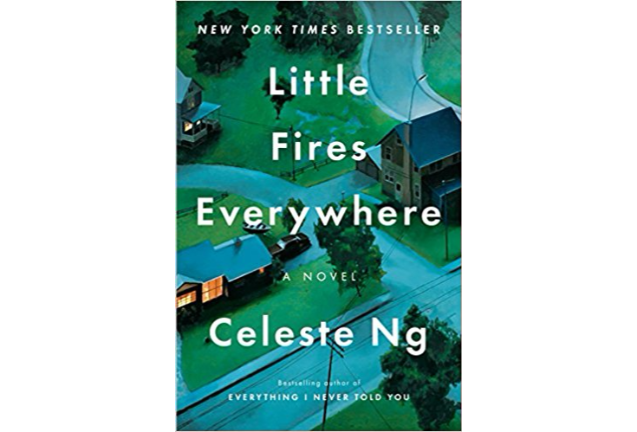 NEW YORK TIMES BESTSELLER
Little
Fires
Everywhere
A NOVEL
Celeste Ng
Bestselling author of
EVERYTHING I NEVER TOLD YOU